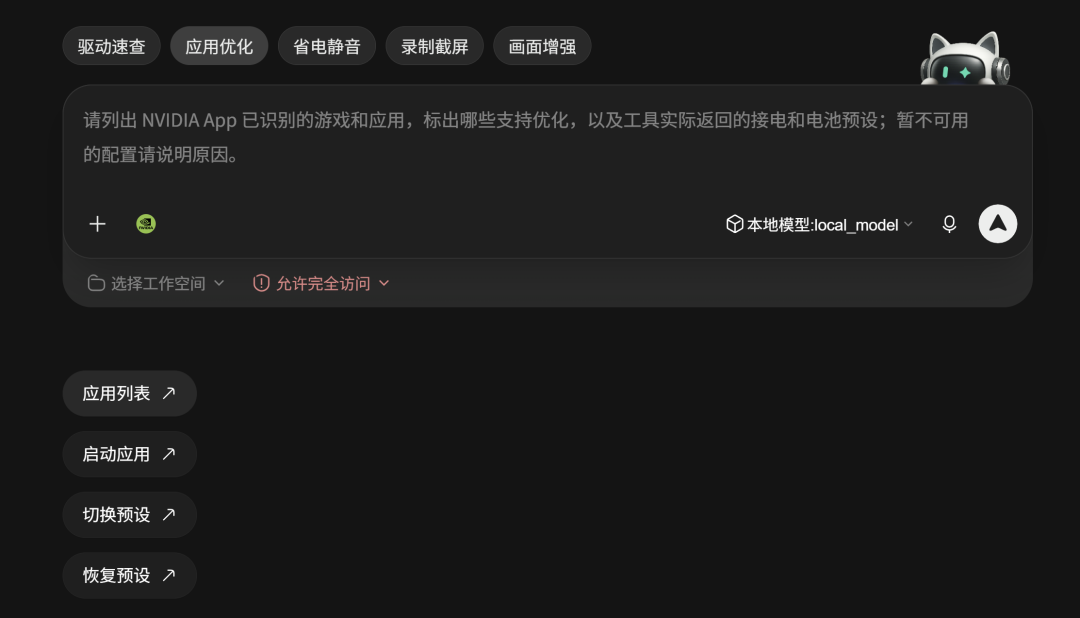 驱动速查 应用优化 省电静音 录制截屏 画面增强
请列出 NVIDIA App 已识别的游戏和应用，标出哪些支持优化，以及工具实际返回的接电和电池预设；暂不可用
的配置请说明原因。
本地模型:local_model
选择工作空间 允许完全访问
应用列表
启动应用
切换预设
恢复预设